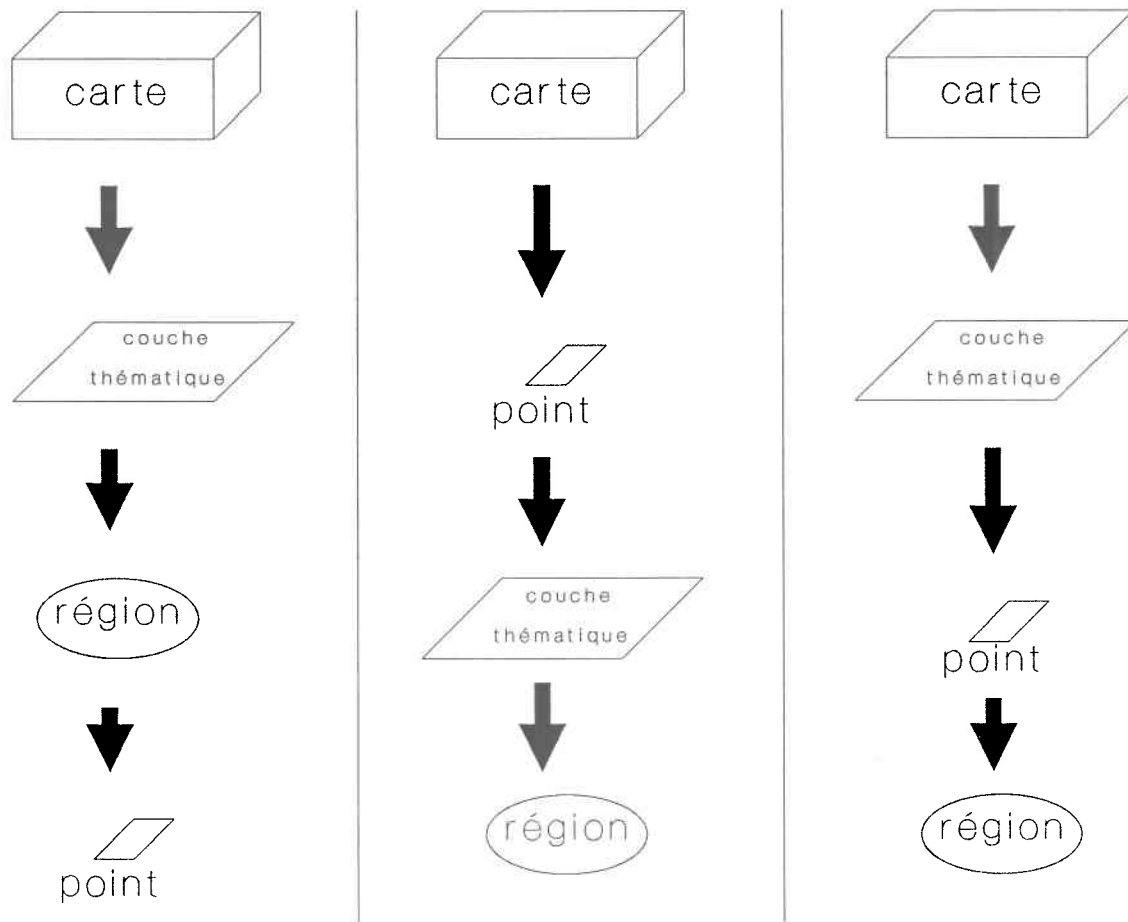 carte
couche
thématique
région
point
carte
point
couche
thématique
région
carte
couche
thématique
point
région